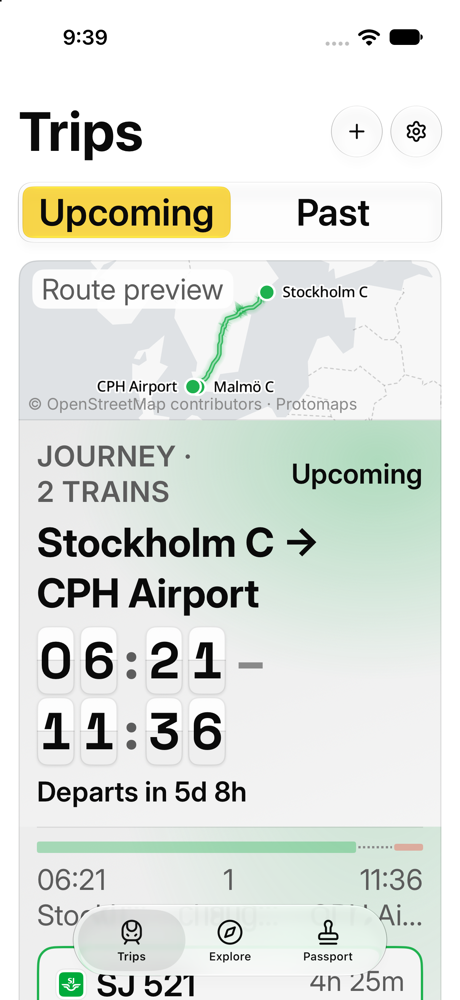 9:39
Trips
Upcoming Past
Route preview
Stockholm C
CPH Airport Malmö C
© OpenStreetMap contributors · Protomaps
JOURNEY ·
2 TRAINS
Upcoming
Stockholm C →
CPH Airport
06:21 –
11:36
Departs in 5d 8h
06:21 1 11:36
Trips Explore Passport
SJ 521 4h 25m